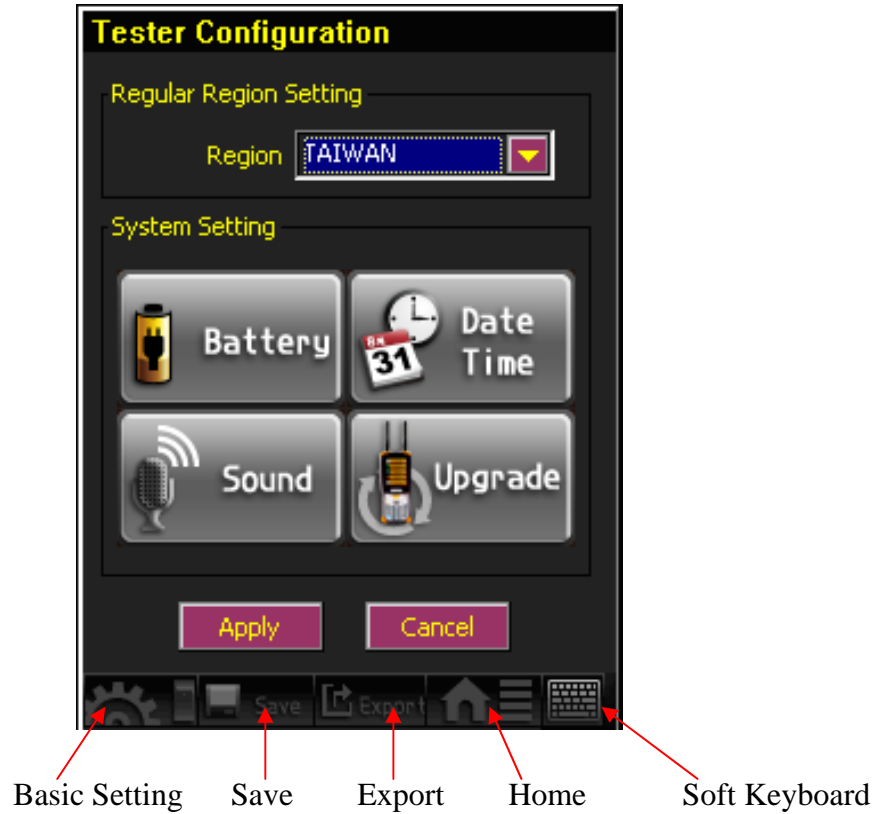 Tester Configuration
Regular Region Setting
Region TAIWAN
System Setting
Battery
Date
Time
31
Sound
Upgrade
Apply Cancel
Save Export
Basic Setting Save Export Home Soft Keyboard